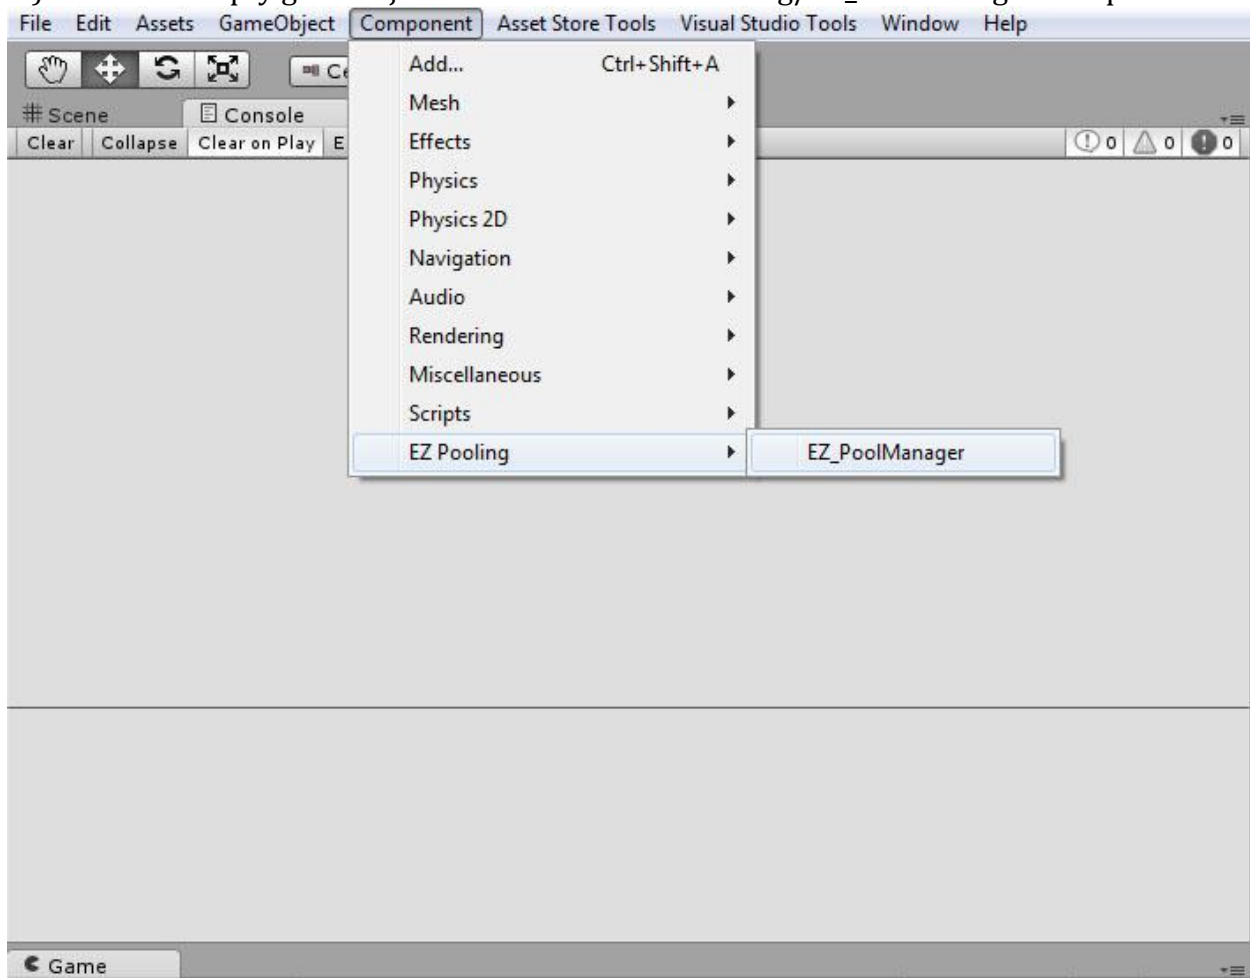 File Edit Assets GameObject Component Asset Store Tools Visual Studio Tools Window Help
Ce
Add... Ctrl+Shift+A
# Scene
Console
Mesh
Clear Collapse Clear on Play E
Effects
0 0 0
Physics
Physics 2D
Navigation
Audio
Rendering
Miscellaneous
Scripts
EZ Pooling
EZ_PoolManager
Game